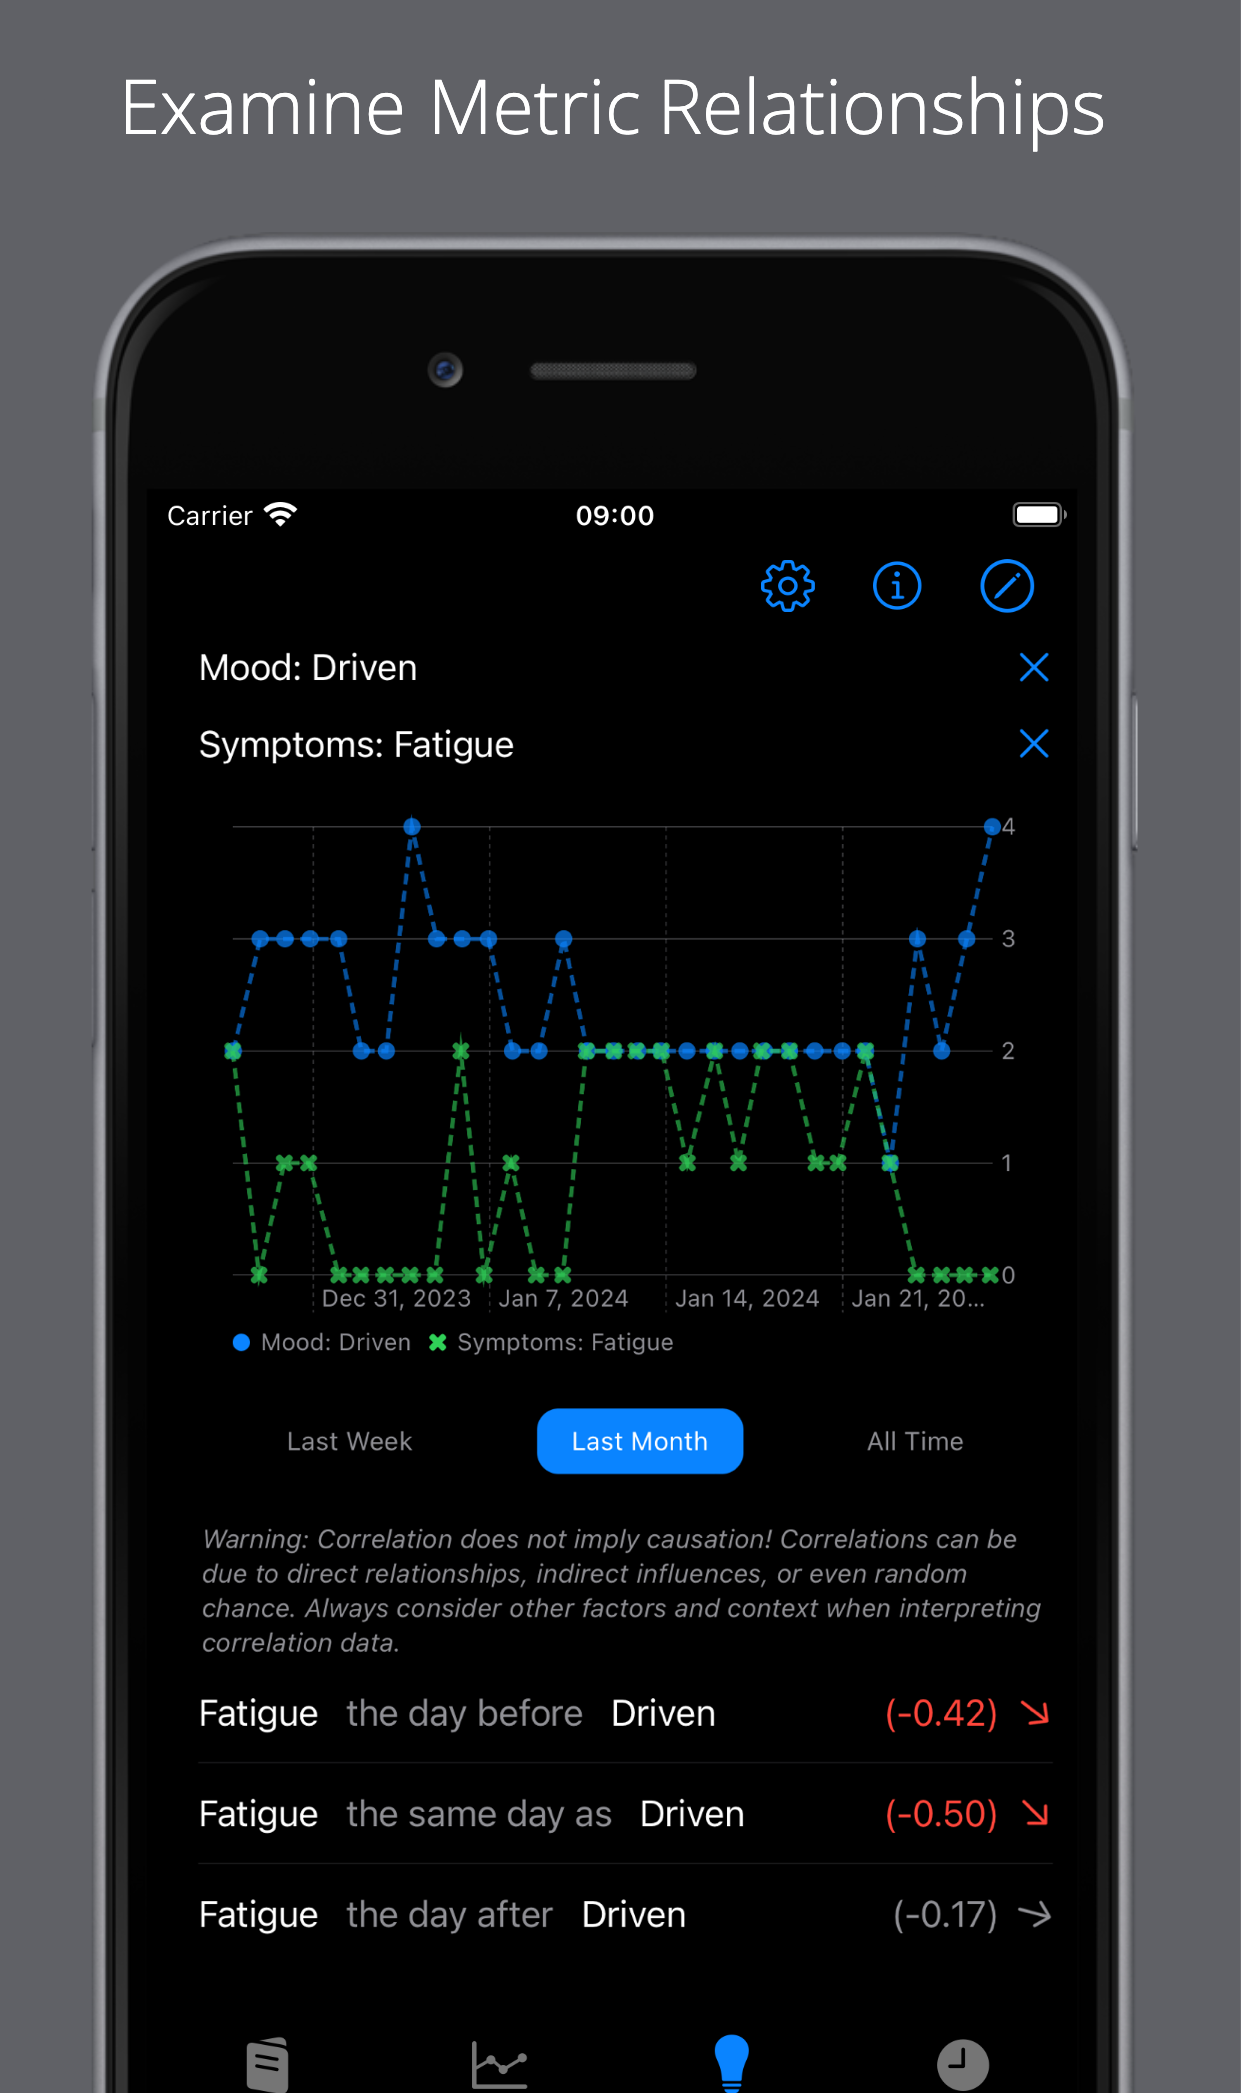 Examine Metric Relationships
Carrier 09:00
Mood: Driven
Symptoms: Fatigue
4
3
2
1
0
Dec 31, 2023 Jan 7, 2024 Jan 14, 2024 Jan 21, 20...
Mood: Driven Symptoms: Fatigue
Last Week Last Month All Time
Warning: Correlation does not imply causation! Correlations can be
due to direct relationships, indirect influences, or even random
chance. Always consider other factors and context when interpreting
correlation data.
Fatigue the day before Driven (-0.42)
Fatigue the same day as Driven (-0.50)
Fatigue the day after Driven (-0.17)